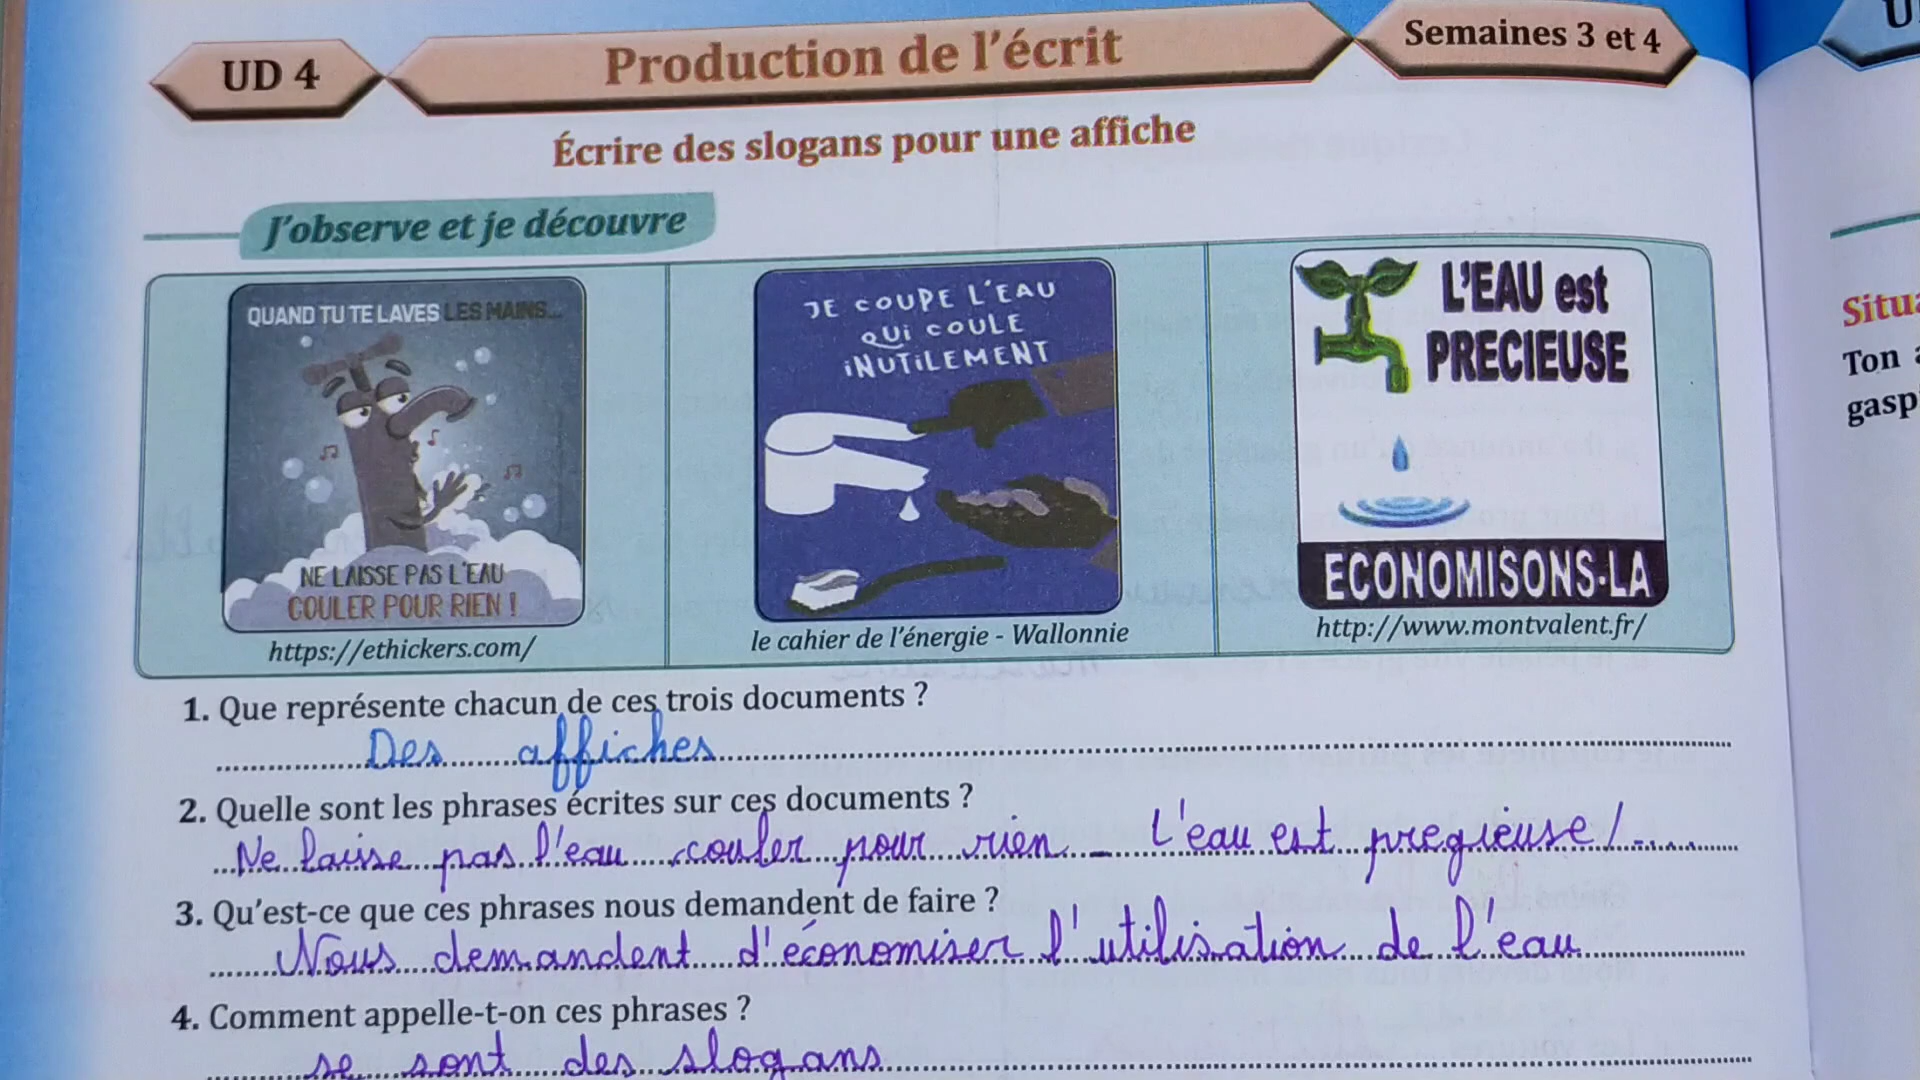 UD 4
Production de l'écrit
Semaines 3 et 4
Écrire des slogans pour une affiche
J'observe et je découvre
QUAND TU TE LAVES LES MAINS...
NE LAISSE PAS L'EAU
COULER POUR RIEN !
https://ethickers.com/
JE COUPE L'EAU
QUI COULE
INUTILEMENT
le cahier de l'énergie - Wallonnie
L'EAU est
PRECIEUSE
ECONOMISONS-LA
http://www.montvalent.fr/
1. Que représente chacun de ces trois documents ?
Des affiches
2. Quelle sont les phrases écrites sur ces documents ?
Ne laisse pas l'eau couler pour rien _ L'eau est pregieuse/_....
3. Qu'est-ce que ces phrases nous demandent de faire ?
Nous demandent d'économiser l'utilisation de l'eau
4. Comment appelle-t-on ces phrases ?
se sont des slogans
Ton